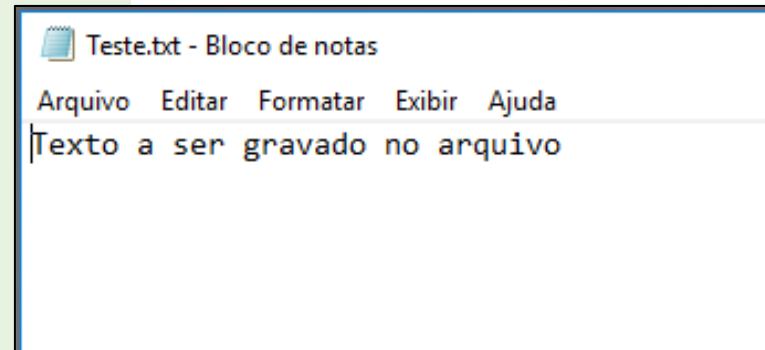 Teste.txt - Bloco de notas
Arquivo Editar Formatar Exibir Ajuda
Texto a ser gravado no arquivo